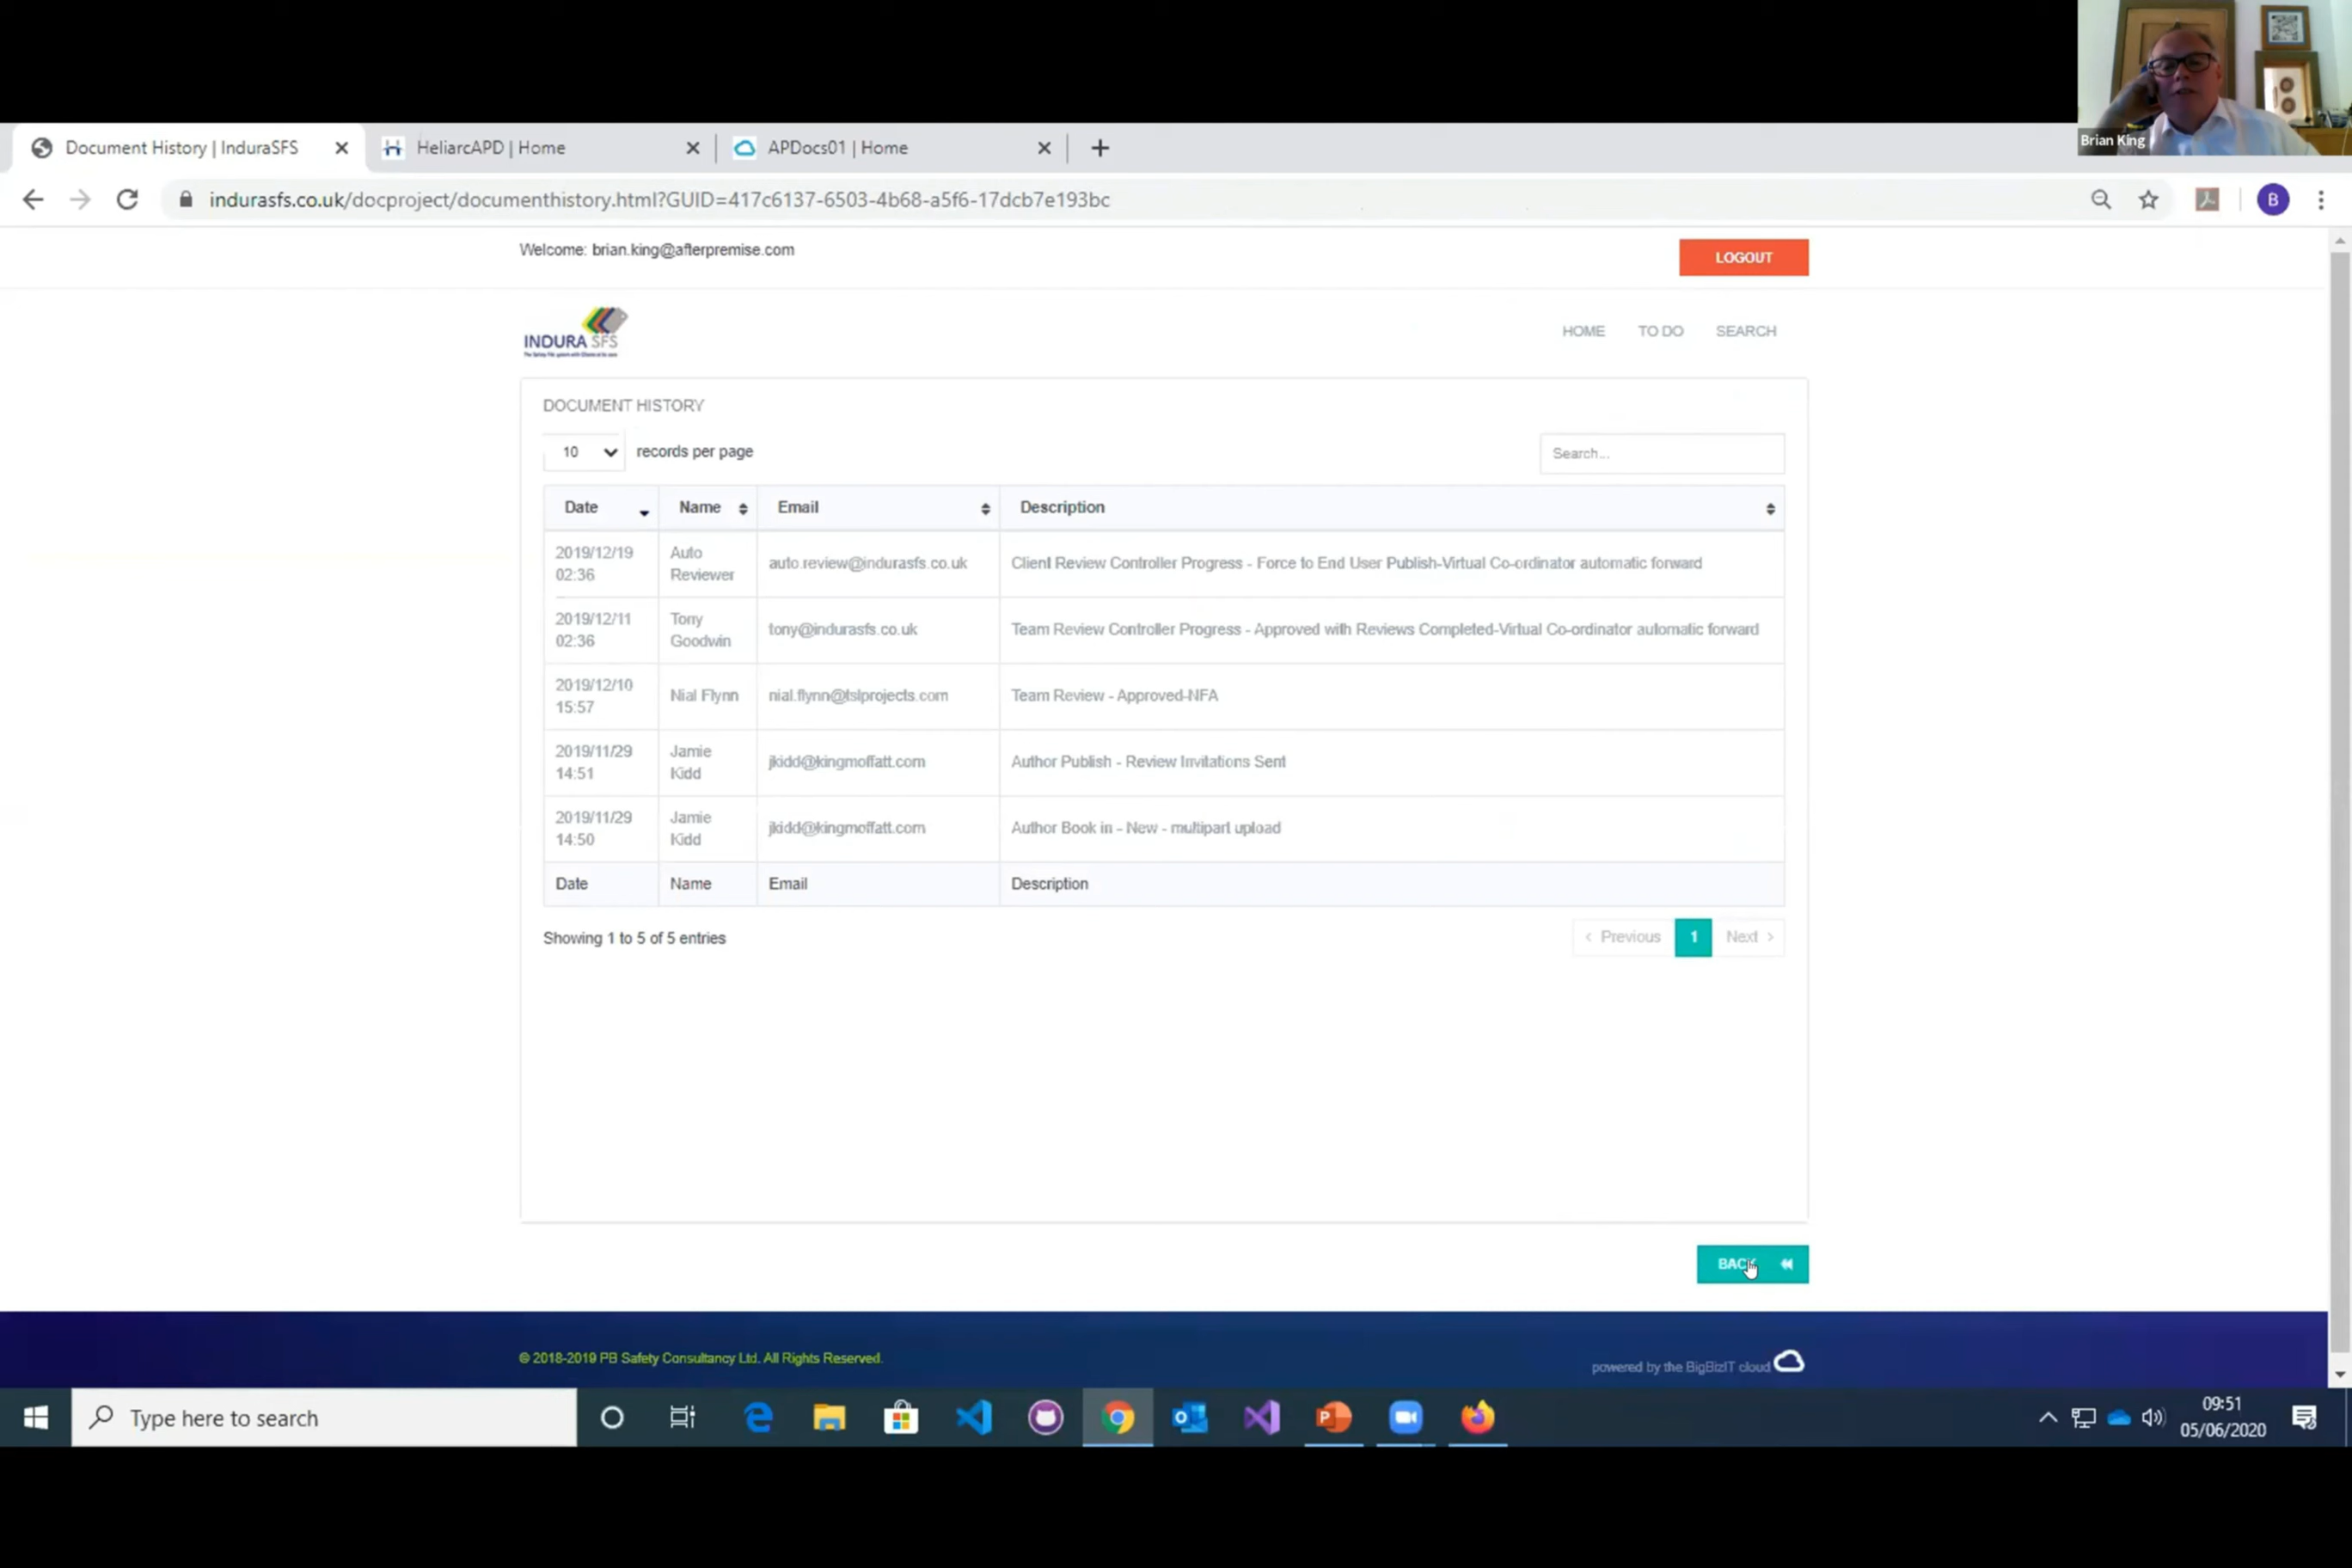 Brian King
Document History | InduraSFS
HeliarcAPD | Home
APDocs01 | Home
indurasfs.co.uk/docproject/documenthistory.html?GUID=417c6137-6503-4b68-a5f6-17dcb7e193bc
B
Welcome: brian.king@afterpremise.com
LOGOUT
INDURA SFS
HOME TO DO SEARCH
DOCUMENT HISTORY
10 records per page
Search...
Date Name Email Description
2019/12/19 02:36 Auto Reviewer auto.review@indurasfs.co.uk Client Review Controller Progress - Force to End User Publish-Virtual Co-ordinator automatic forward
2019/12/11 02:36 Tony Goodwin tony@indurasfs.co.uk Team Review Controller Progress - Approved with Reviews Completed-Virtual Co-ordinator automatic forward
2019/12/10 15:57 Nial Flynn nial.flynn@tslprojects.com Team Review - Approved-NFA
2019/11/29 14:51 Jamie Kidd jkidd@kingmoffatt.com Author Publish - Review Invitations Sent
2019/11/29 14:50 Jamie Kidd jkidd@kingmoffatt.com Author Book in - New - multipart upload
Date Name Email Description
Showing 1 to 5 of 5 entries
Previous 1 Next
BACK
© 2018-2019 PB Safety Consultancy Ltd. All Rights Reserved.
powered by the BigBizIT cloud
Type here to search
09:51
05/06/2020